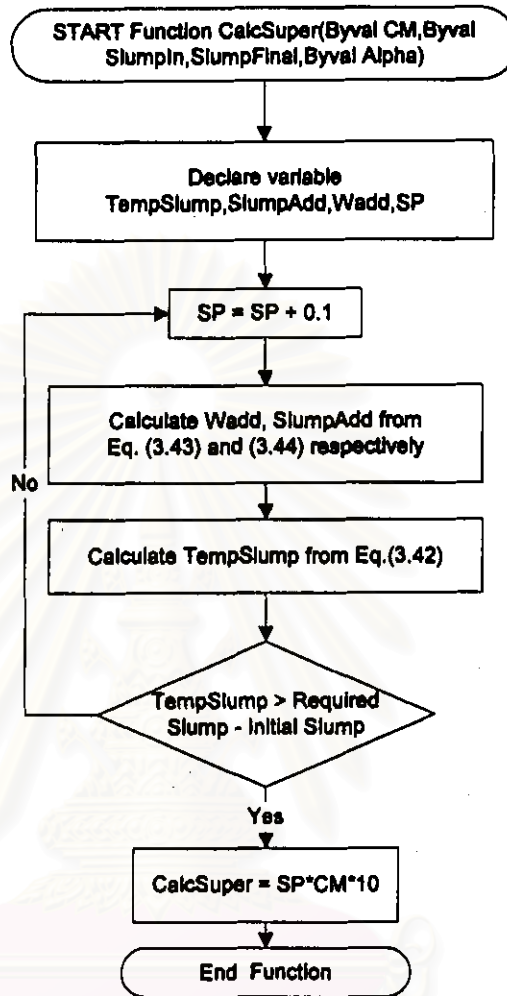 START Function CalcSuper(Byval CM,Byval
SlumpIn,SlumpFinal,Byval Alpha)
Declare variable
TempSlump,SlumpAdd,Wadd,SP
SP = SP + 0.1
Calculate Wadd, SlumpAdd from
Eq. (3.43) and (3.44) respectively
No
Calculate TempSlump from Eq.(3.42)
TempSlump > Required
Slump - Initial Slump
Yes
CalcSuper = SP*CM*10
End Function